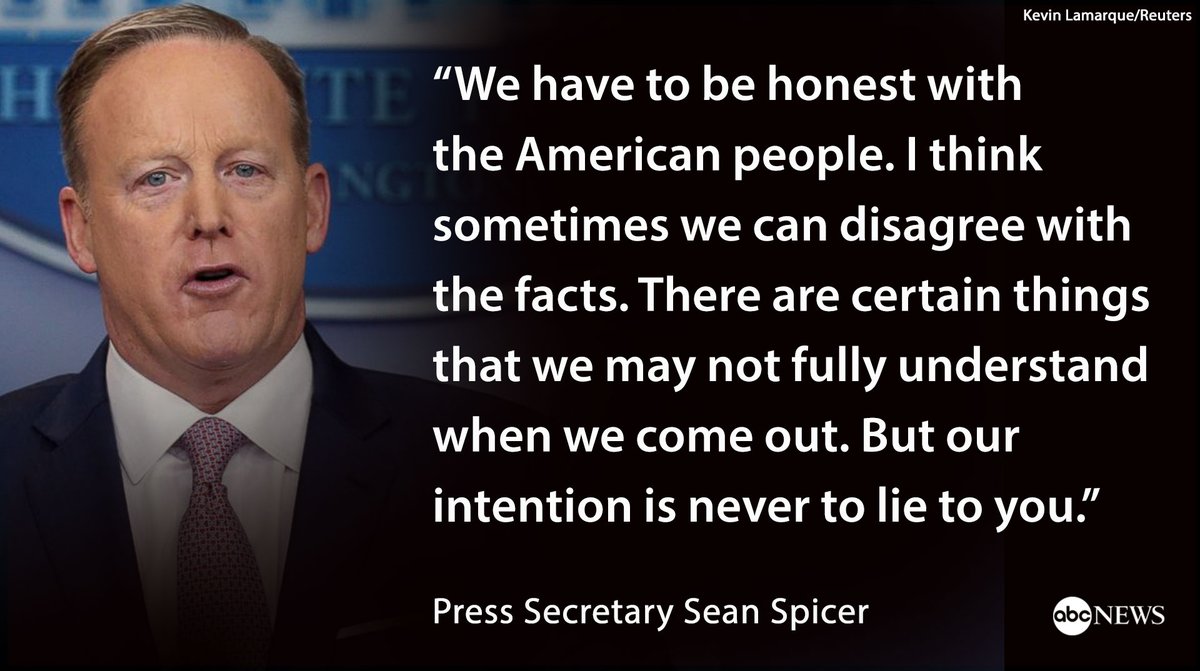 Kevin Lamarque/Reuters
“We have to be honest with
the American people. I think
sometimes we can disagree with
the facts. There are certain things
that we may not fully understand
when we come out. But our
intention is never to lie to you.”
Press Secretary Sean Spicer
abc NEWS